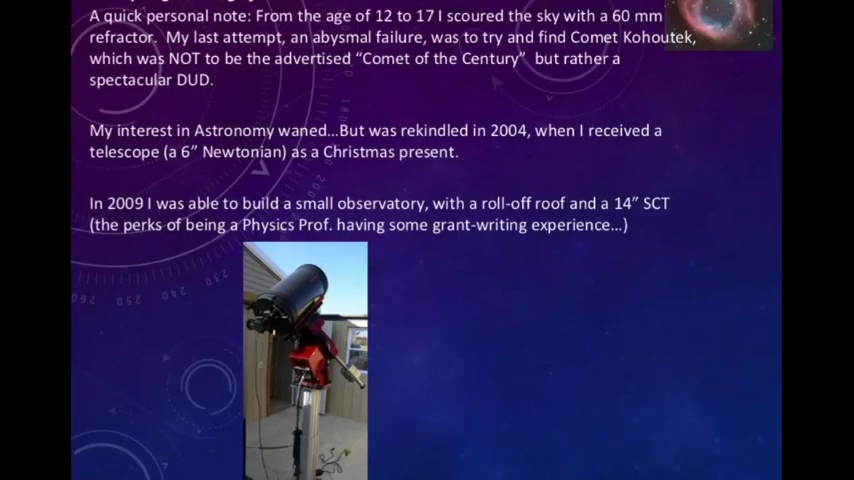 A quick personal note: From the age of 12 to 17 I scoured the sky with a 60 mm
refractor. My last attempt, an abysmal failure, was to try and find Comet Kohoutek,
which was NOT to be the advertised “Comet of the Century” but rather a
spectacular DUD.
My interest in Astronomy waned…But was rekindled in 2004, when I received a
telescope (a 6” Newtonian) as a Christmas present.
In 2009 I was able to build a small observatory, with a roll-off roof and a 14” SCT
(the perks of being a Physics Prof. having some grant-writing experience…)
260 250 240 230